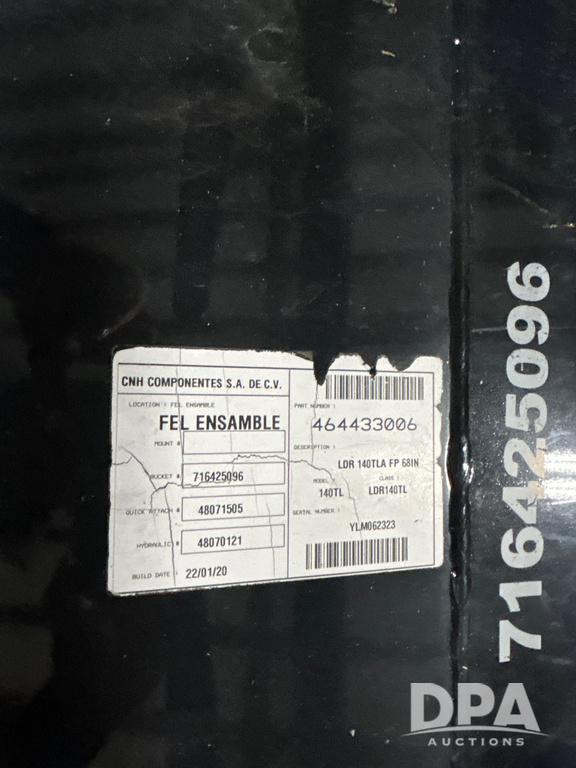 CNH COMPONENTES S.A. DE C.V.
LOCATION : FEL ENSAMBLE
FEL ENSAMBLE
MOUNT #
BUCKET # 716425096
QUICK ATTACH # 48071505
HYDRAULIC # 48070121
BUILD DATE : 22/01/20
PART NUMBER :
464433006
DESCRIPTION :
LDR 140TLA FP 68IN
MODEL : CLASS :
140TL LDR140TL
SERIAL NUMBER :
YLM062323
716425096
DPA
AUCTIONS